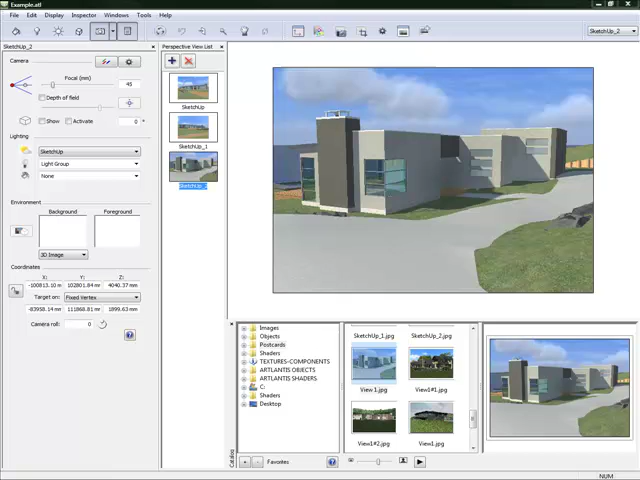 Example.atl
File Edit Display Inspector Windows Tools Help
SketchUp_2
SketchUp_2
Perspective View List
Camera
Focal (mm)
45
Depth of field
Show Activate 0 °
Lighting
SketchUp
Light Group
None
Environment
Background Foreground
3D Image
Coordinates
X: Y: Z:
-100813.10 m 102801.84 mm 4040.37 mm
Target on: Fixed Vertex
-83958.14 mm 111868.81 mm 1899.63 mm
Camera roll: 0
SketchUp
SketchUp_1
SketchUp_2
Images
Objects
Postcards
Shaders
TEXTURES-COMPONENTS
ARTLANTIS OBJECTS
ARTLANTIS SHADERS
C:
Shaders
Desktop
Catalog
Favorites
SketchUp_1.jpg SketchUp_2.jpg
View 1.jpg View1#1.jpg
View1#2.jpg View1.jpg
NUM